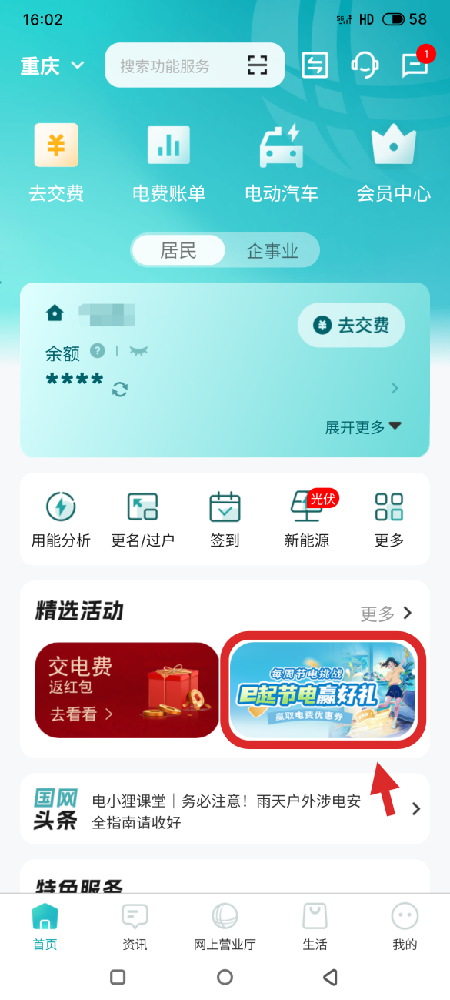 16:02
5G HD 58
重庆
搜索功能服务
1
去交费
电费账单
电动汽车
会员中心
居民
企事业
去交费
余额
****
展开更多
用能分析
更名/过户
签到
光伏
新能源
更多
精选活动
更多
交电费
返红包
去看看
每周节电挑战
E起节电赢好礼
赢取电费优惠券
国网
头条
电小狸课堂｜务必注意！雨天户外涉电安
全指南请收好
特色服务
首页
资讯
网上营业厅
生活
我的